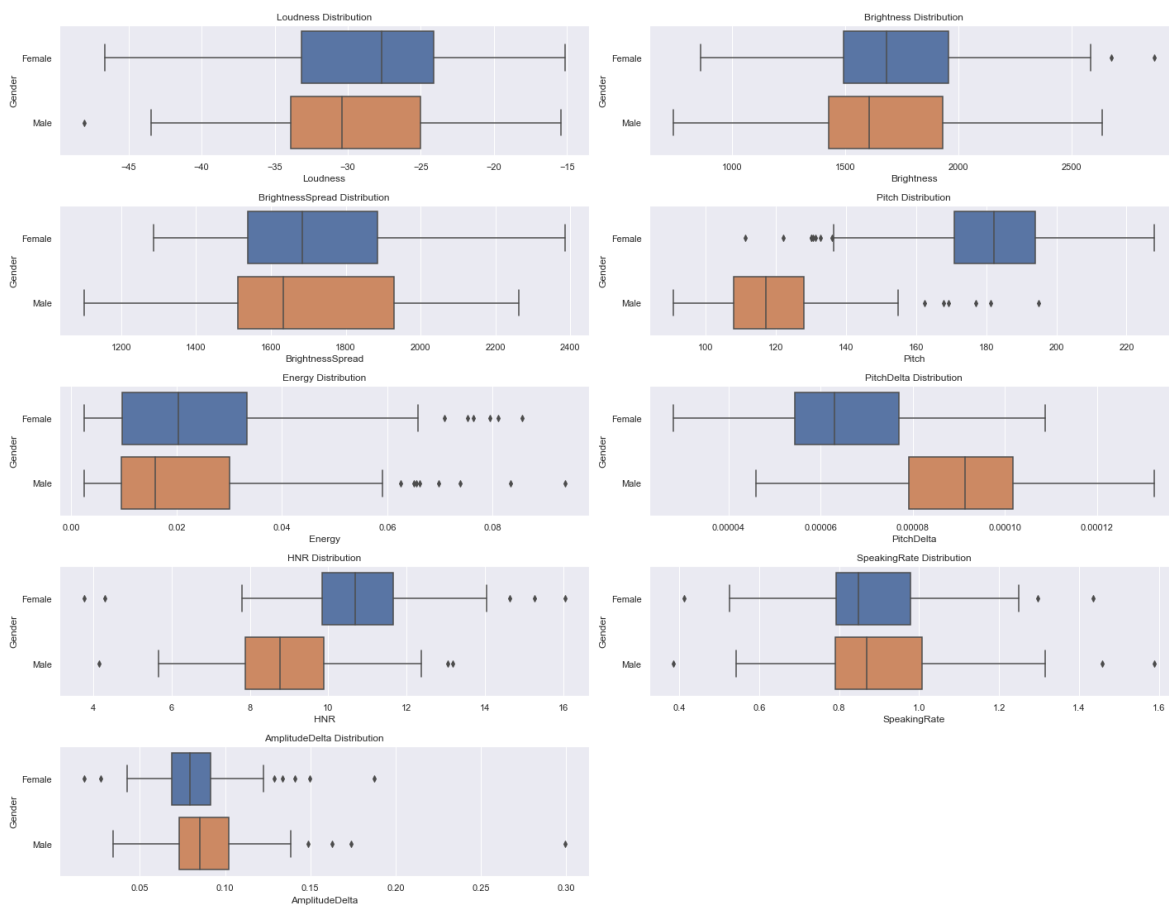 Loudness Distribution
Female
Male
Gender
−45 −40 −35 −30 −25 −20 −15
Loudness
Brightness Distribution
Female
Male
Gender
1000 1500 2000 2500
Brightness
BrightnessSpread Distribution
Female
Male
Gender
1200 1400 1600 1800 2000 2200 2400
BrightnessSpread
Pitch Distribution
Female
Male
Gender
100 120 140 160 180 200 220
Pitch
Energy Distribution
Female
Male
Gender
0.00 0.02 0.04 0.06 0.08
Energy
PitchDelta Distribution
Female
Male
Gender
0.00004 0.00006 0.00008 0.00010 0.00012
PitchDelta
HNR Distribution
Female
Male
Gender
4 6 8 10 12 14 16
HNR
SpeakingRate Distribution
Female
Male
Gender
0.4 0.6 0.8 1.0 1.2 1.4 1.6
SpeakingRate
AmplitudeDelta Distribution
Female
Male
Gender
0.05 0.10 0.15 0.20 0.25 0.30
AmplitudeDelta